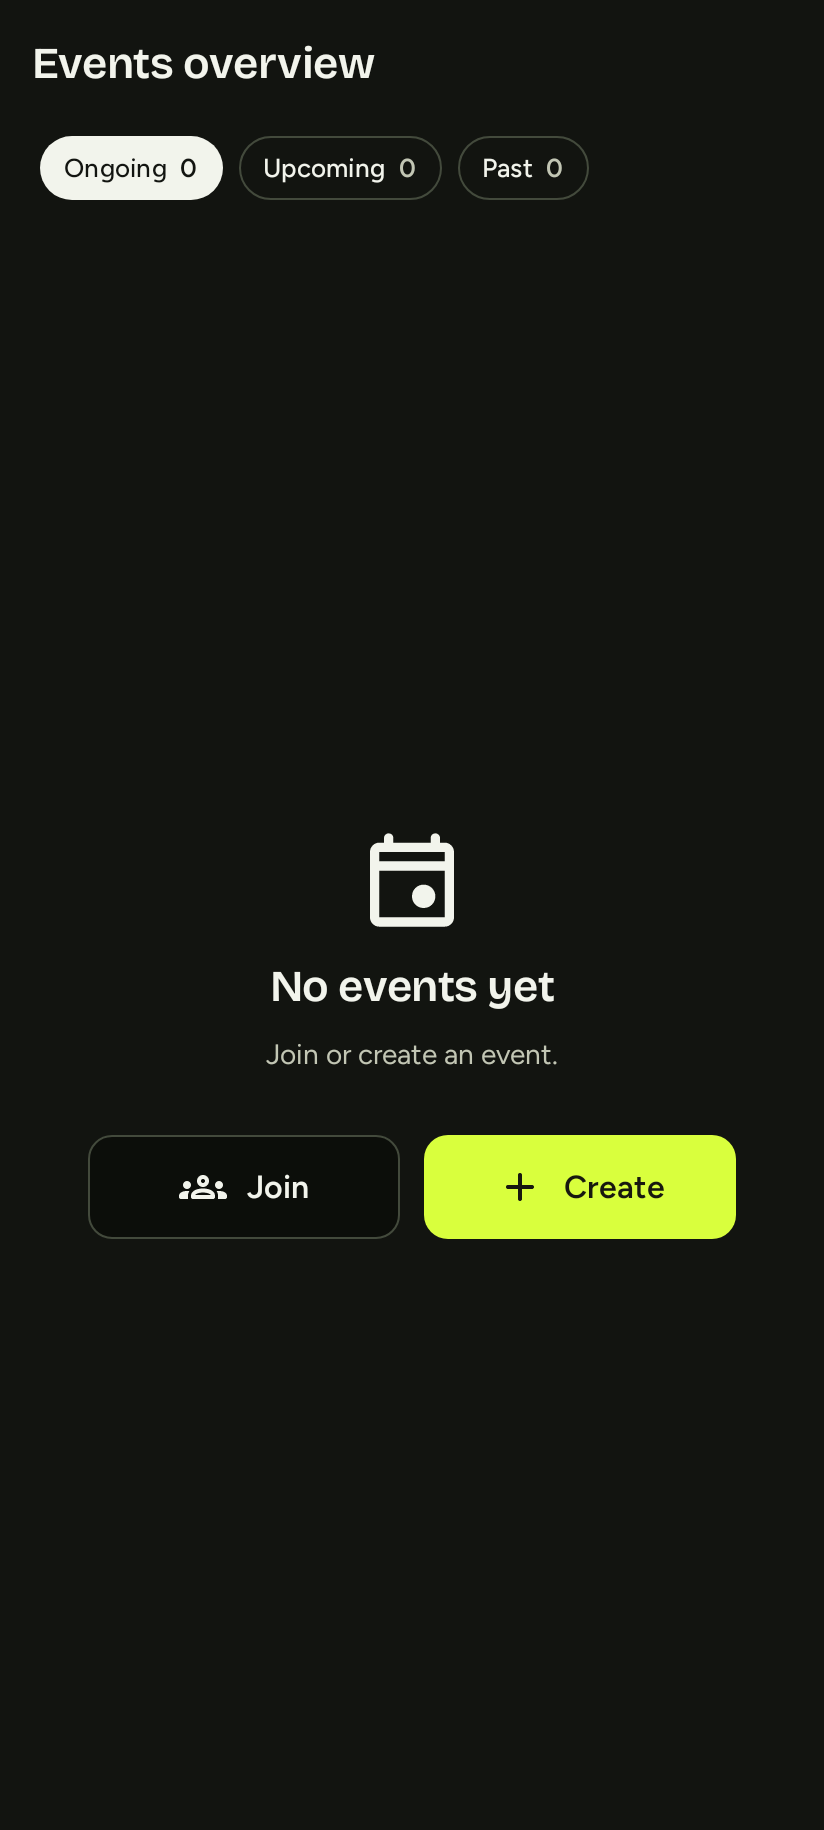 Events overview
Ongoing 0 Upcoming 0 Past 0
No events yet
Join or create an event.
Join Create